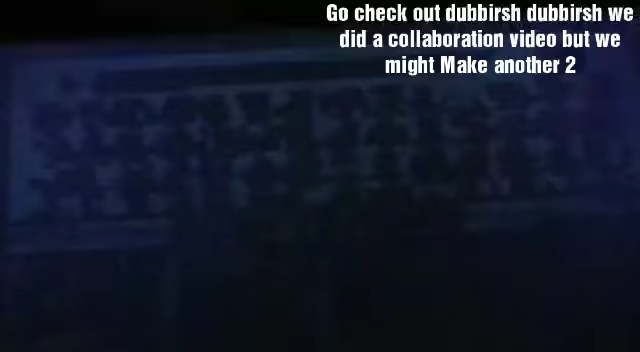 Go check out dubbirsh dubbirsh we
did a collaboration video but we
might Make another 2